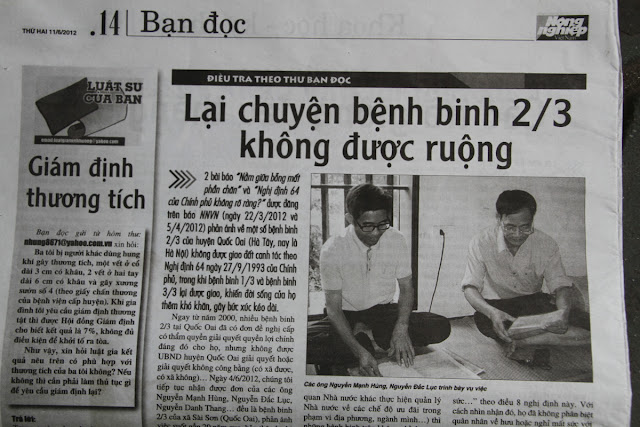 THỨ HAI 11/6/2012
.14 Bạn đọc
Nông nghiệp
LUẬT SƯ
CỦA BẠN
Giám định
thương tích
Bạn đọc gửi từ hòm thư:
nhung8671@yahoo.com.vn xin hỏi:
Ba tôi bị người khác dùng hung
khí gây thương tích, một vết ở cổ
dài 3 cm có khâu, 2 vết ở hai tay
dài 6 cm có khâu và gãy xương
sườn số 4 (theo giấy chẩn thương
của bệnh viện cấp huyện). Khi gia
đình tôi yêu cầu giám định thương
tật thì được Hội đồng Giám định
cho biết kết quả là 7%, không đủ
điều kiện để khởi tố ra tòa.
Như vậy, xin hỏi luật gia kết
quả nêu trên có phù hợp với
thương tích của ba tôi không? Nếu
không thì cần phải làm thủ tục gì
để yêu cầu giám định lại?
Trả lời:
ĐIỀU TRA THEO THƯ BẠN ĐỌC
Lại chuyện bệnh binh 2/3
không được ruộng
2 bài báo "Nằm giữa bỗng mất
phần chăn" và "Nghị định 64
của Chính phủ không rõ ràng?" được đăng
trên báo NNVN (ngày 22/3/2012 và
5/4/2012) phản ánh về một số bệnh binh
2/3 của huyện Quốc Oai (Hà Tây, nay là
Hà Nội) không được giao đất canh tác theo
Nghị định 64 ngày 27/9/1993 của Chính
phủ, trong khi bệnh binh 1/3 và bệnh binh
3/3 lại được giao, khiến đời sống của họ
thêm khó khăn, gây bức xúc kéo dài.
Ngay từ năm 2000, nhiều bệnh binh
2/3 tại Quốc Oai đã có đơn đề nghị cấp
có thẩm quyền giải quyết quyền lợi chính
đáng đó cho họ, nhưng không được
UBND huyện Quốc Oai giải quyết hoặc
giải quyết không công bằng (có xã được,
có xã không)... Ngày 4/6/2012, chúng tôi
tiếp tục nhận được đơn của các ông
Nguyễn Mạnh Hùng, Nguyễn Đắc Lục,
Nguyễn Danh Thang... đều là bệnh binh
2/3 của xã Sài Sơn (Quốc Oai), phản ánh
Các ông Nguyễn Mạnh Hùng, Nguyễn Đắc Lục trình bày vụ việc
quan Nhà nước khác thực hiện quản lý
Nhà nước về các chế độ ưu đãi trong
phạm vi địa phương, ngành mình) thì
sức..." theo điều 8 nghị định này. Với
cách nhìn nhận đó, họ đã không phân biệt
quân nhân về hưu hoặc nghỉ mất sức với